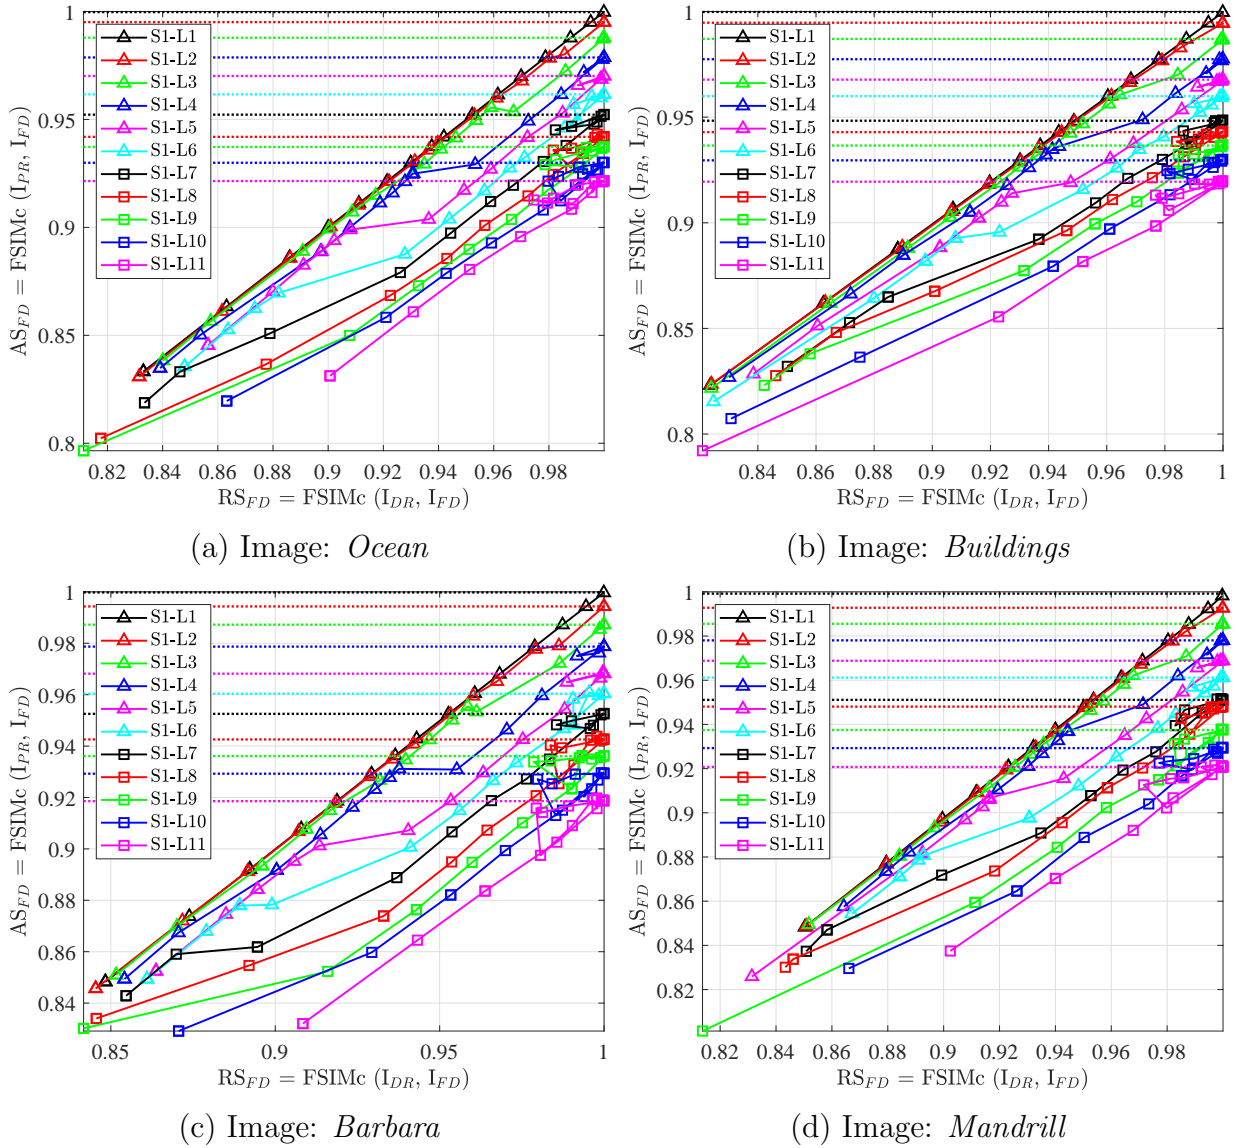 1
0.95
0.9
0.85
0.8
AS_FD = FSIMc (I_PR, I_FD)
S1-L1
S1-L2
S1-L3
S1-L4
S1-L5
S1-L6
S1-L7
S1-L8
S1-L9
S1-L10
S1-L11
0.82 0.84 0.86 0.88 0.9 0.92 0.94 0.96 0.98
RS_FD = FSIMc (I_DR, I_FD)
(a) Image: Ocean
1
0.95
0.9
0.85
0.8
AS_FD = FSIMc (I_PR, I_FD)
S1-L1
S1-L2
S1-L3
S1-L4
S1-L5
S1-L6
S1-L7
S1-L8
S1-L9
S1-L10
S1-L11
0.84 0.86 0.88 0.9 0.92 0.94 0.96 0.98 1
RS_FD = FSIMc (I_DR, I_FD)
(b) Image: Buildings
1
0.98
0.96
0.94
0.92
0.9
0.88
0.86
0.84
AS_FD = FSIMc (I_PR, I_FD)
S1-L1
S1-L2
S1-L3
S1-L4
S1-L5
S1-L6
S1-L7
S1-L8
S1-L9
S1-L10
S1-L11
0.85 0.9 0.95 1
RS_FD = FSIMc (I_DR, I_FD)
(c) Image: Barbara
1
0.98
0.96
0.94
0.92
0.9
0.88
0.86
0.84
0.82
AS_FD = FSIMc (I_PR, I_FD)
S1-L1
S1-L2
S1-L3
S1-L4
S1-L5
S1-L6
S1-L7
S1-L8
S1-L9
S1-L10
S1-L11
0.82 0.84 0.86 0.88 0.9 0.92 0.94 0.96 0.98
RS_FD = FSIMc (I_DR, I_FD)
(d) Image: Mandrill